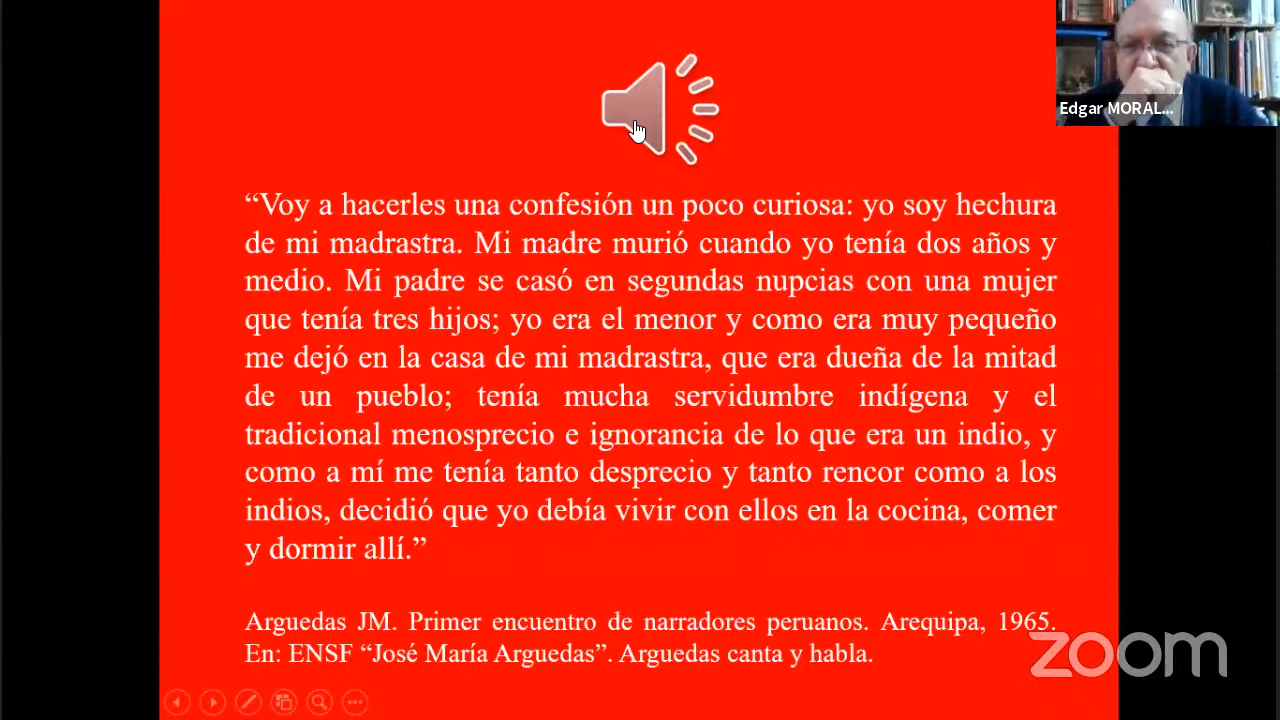 Edgar MORAL...
“Voy a hacerles una confesión un poco curiosa: yo soy hechura
de mi madrastra. Mi madre murió cuando yo tenía dos años y
medio. Mi padre se casó en segundas nupcias con una mujer
que tenía tres hijos; yo era el menor y como era muy pequeño
me dejó en la casa de mi madrastra, que era dueña de la mitad
de un pueblo; tenía mucha servidumbre indígena y el
tradicional menosprecio e ignorancia de lo que era un indio, y
como a mí me tenía tanto desprecio y tanto rencor como a los
indios, decidió que yo debía vivir con ellos en la cocina, comer
y dormir allí.”
Arguedas JM. Primer encuentro de narradores peruanos. Arequipa, 1965.
En: ENSF “José María Arguedas”. Arguedas canta y habla.
zoom